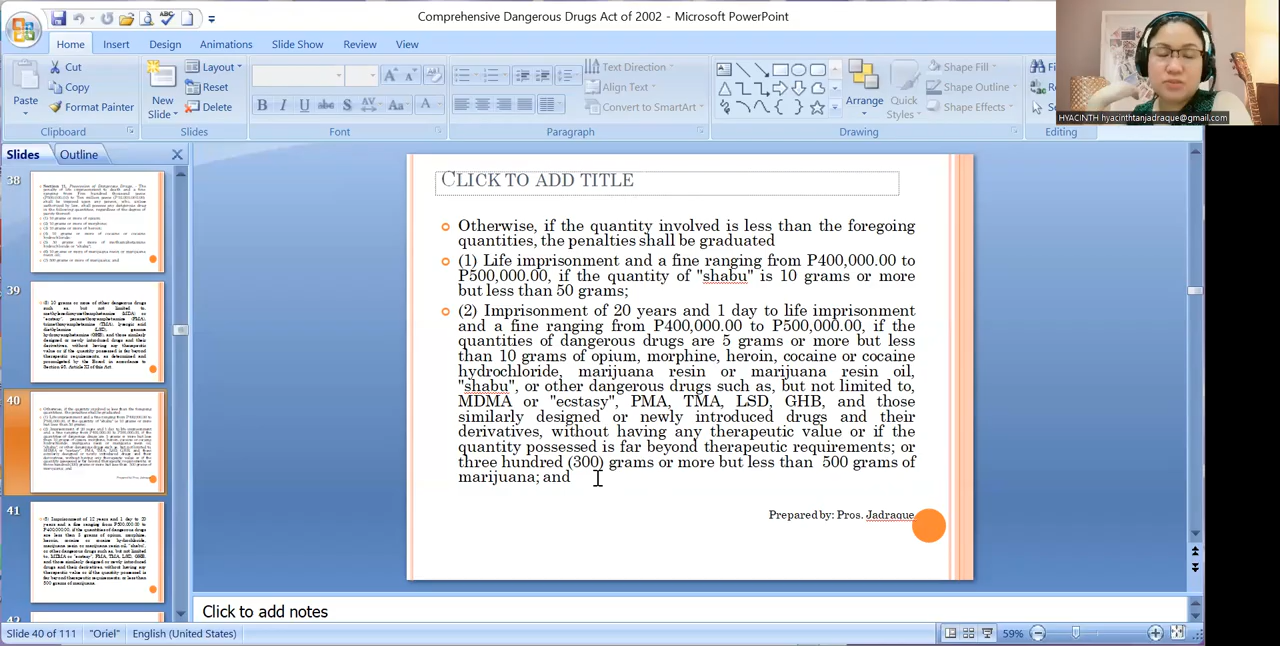 Comprehensive Dangerous Drugs Act of 2002 - Microsoft PowerPoint
Home Insert Design Animations Slide Show Review View
Paste
Cut
Copy
Format Painter
Clipboard
New
Slide
Layout
Reset
Delete
Slides
B I U abc S AV Aa A
Font
Text Direction
Align Text
Convert to SmartArt
Paragraph
Arrange
Quick
Styles
Shape Fill
Shape Outline
Shape Effects
Drawing
Editing
HYACINTH hyacinthtanjadraque@gmail.com
Slides Outline
38
39
40
41
CLICK TO ADD TITLE
Otherwise, if the quantity involved is less than the foregoing
quantities, the penalties shall be graduated
(1) Life imprisonment and a fine ranging from P400,000.00 to
P500,000.00, if the quantity of "shabu" is 10 grams or more
but less than 50 grams;
(2) Imprisonment of 20 years and 1 day to life imprisonment
and a fine ranging from P400,000.00 to P500,000.00, if the
quantities of dangerous drugs are 5 grams or more but less
than 10 grams of opium, morphine, heroin, cocaine or cocaine
hydrochloride, marijuana resin or marijuana resin oil,
"shabu", or other dangerous drugs such as, but not limited to,
MDMA or "ecstasy", PMA, TMA, LSD, GHB, and those
similarly designed or newly introduced drugs and their
derivatives, without having any therapeutic value or if the
quantity possessed is far beyond therapeutic requirements; or
three hundred (300) grams or more but less than 500 grams of
marijuana; and
Prepared by: Pros. Jadraque
Click to add notes
Slide 40 of 111 "Oriel" English (United States) 59%